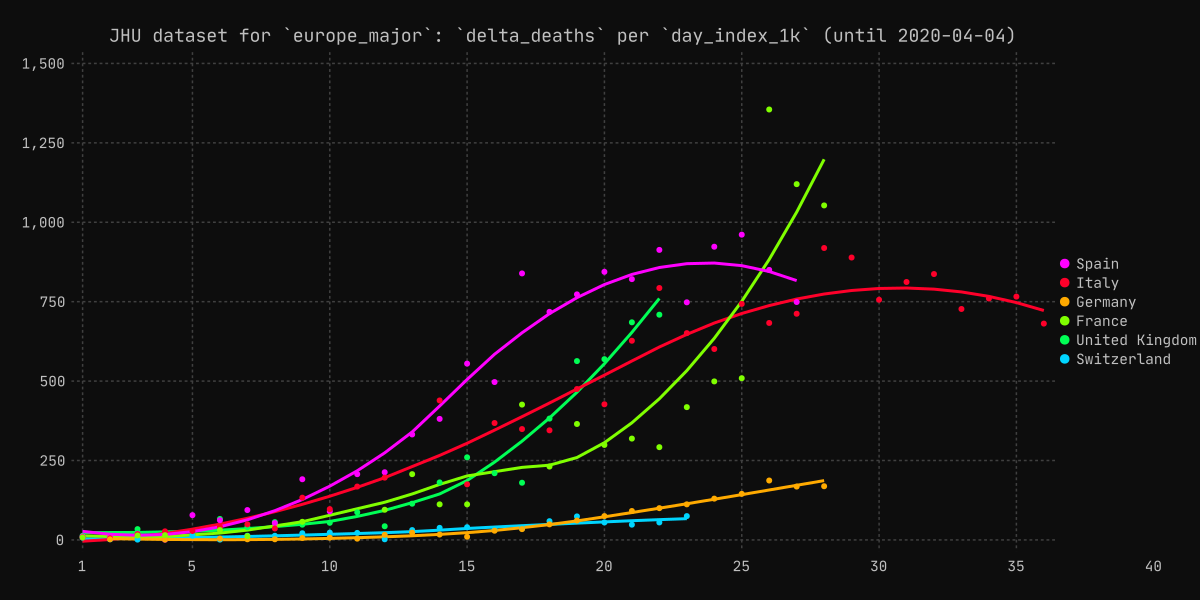 JHU dataset for `europe_major`: `delta_deaths` per `day_index_1k` (until 2020-04-04)
1,500
1,250
1,000
750
500
250
0
Spain
Italy
Germany
France
United Kingdom
Switzerland
1 5 10 15 20 25 30 35 40